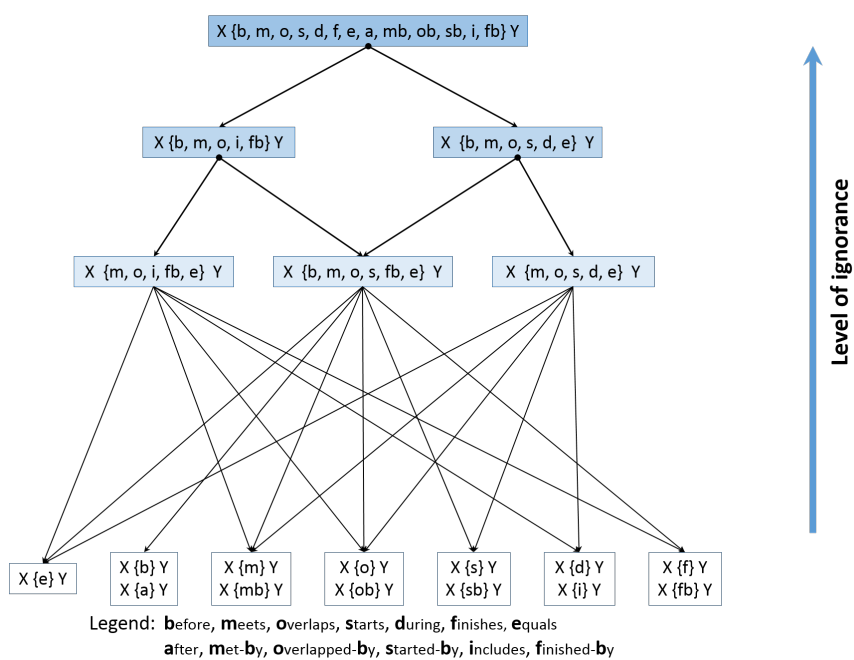 X {b, m, o, s, d, f, e, a, mb, ob, sb, i, fb} Y
X {b, m, o, i, fb} Y
X {b, m, o, s, d, e} Y
X {m, o, i, fb, e} Y
X {b, m, o, s, fb, e} Y
X {m, o, s, d, e} Y
Level of ignorance
X {e} Y
X {b} Y
X {a} Y
X {m} Y
X {mb} Y
X {o} Y
X {ob} Y
X {s} Y
X {sb} Y
X {d} Y
X {i} Y
X {f} Y
X {fb} Y
Legend: before, meets, overlaps, starts, during, finishes, equals
after, met-by, overlapped-by, started-by, includes, finished-by